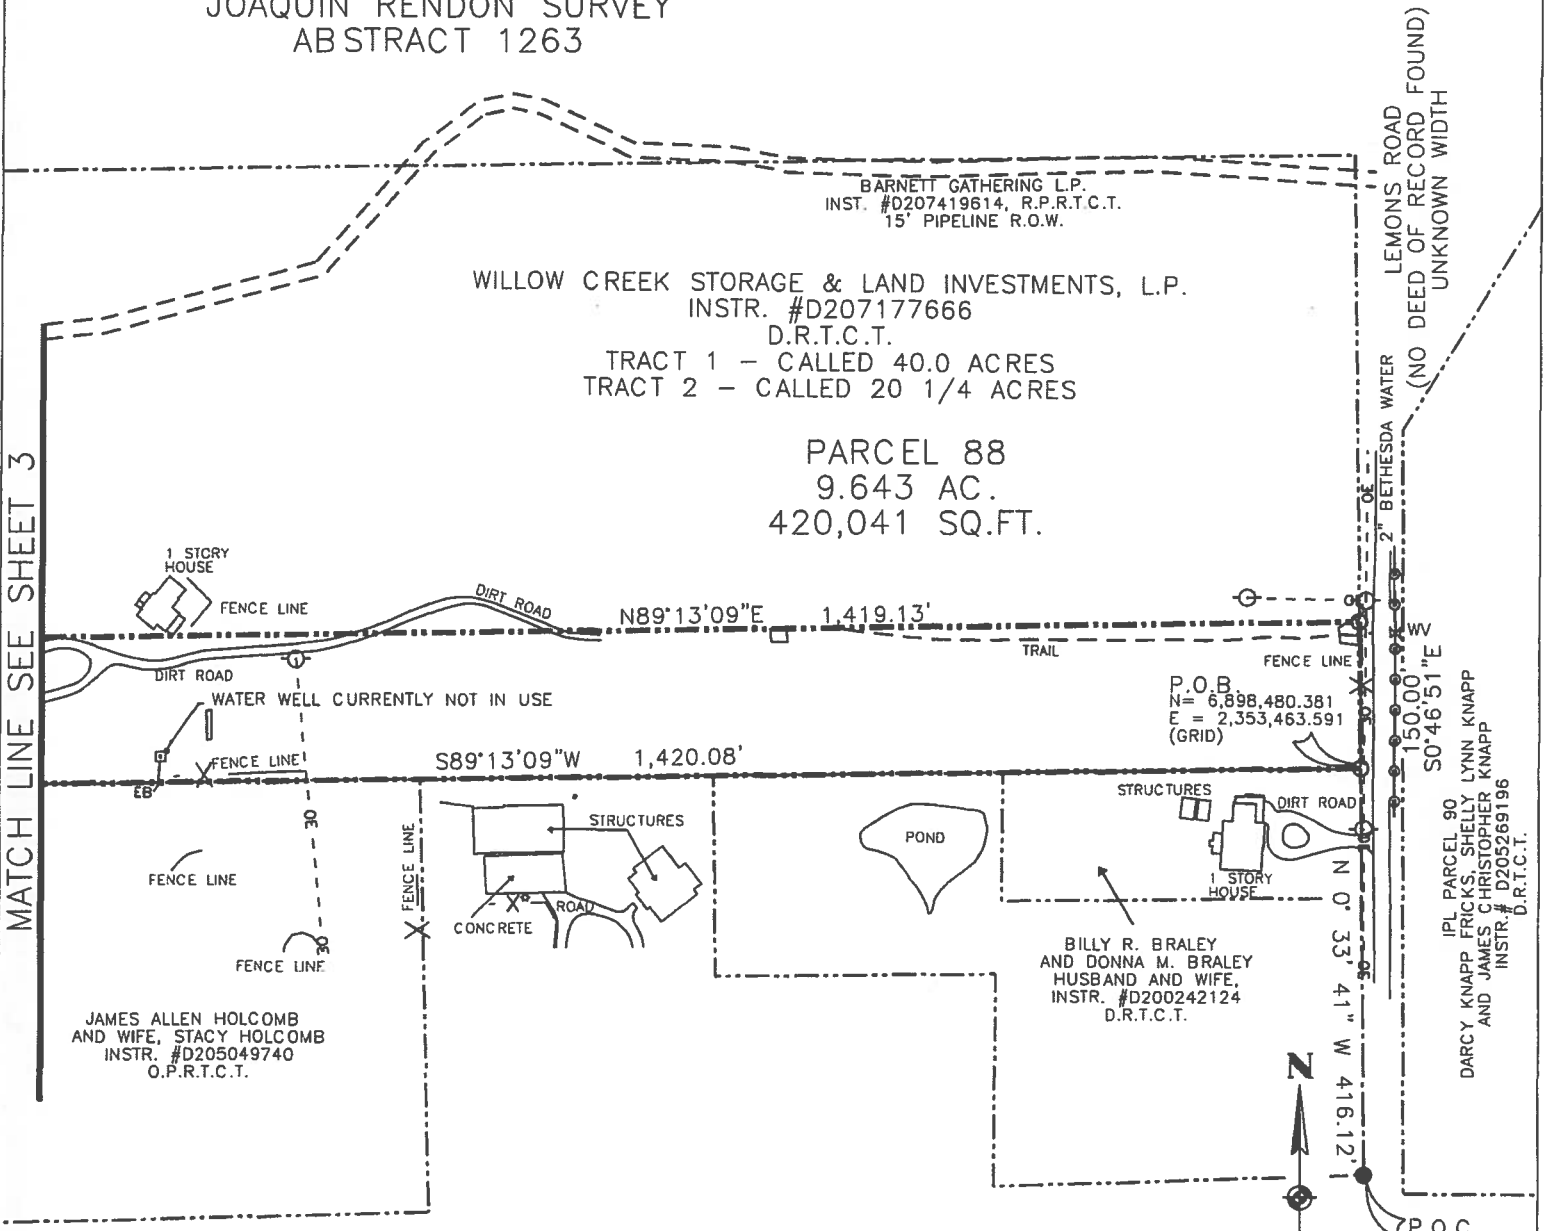 JOAQUIN RENDON SURVEY
ABSTRACT 1263
LEMONS ROAD
(NO DEED OF RECORD FOUND)
UNKNOWN WIDTH
BARNETT GATHERING L.P.
INST. #D207419614, R.P.R.T.C.T.
15' PIPELINE R.O.W.
WILLOW CREEK STORAGE & LAND INVESTMENTS, L.P.
INSTR. #D207177666
D.R.T.C.T.
TRACT 1 - CALLED 40.0 ACRES
TRACT 2 - CALLED 20 1/4 ACRES
PARCEL 88
9.643 AC.
420,041 SQ.FT.
2" BETHESDA WATER
OE
MATCH LINE SEE SHEET 3
1 STORY
HOUSE
FENCE LINE
DIRT ROAD
N89°13'09"E 1,419.13'
TRAIL
WV
FENCE LINE
DIRT ROAD
WATER WELL CURRENTLY NOT IN USE
P.O.B.
N= 6,898,480.381
E = 2,353,463.591
(GRID)
150.00'
S0°46'51"E
FENCE LINE
S89°13'09"W 1,420.08'
EB
STRUCTURES
DIRT ROAD
1 STORY
HOUSE
STRUCTURES
FENCE LINE
POND
FENCE LINE
CONCRETE
ROAD
FENCE LINE
BILLY R. BRALEY
AND DONNA M. BRALEY
HUSBAND AND WIFE,
INSTR. #D200242124
D.R.T.C.T.
N 0° 33' 41" W 416.12'
IPL PARCEL 90
DARCY KNAPP FRICKS, SHELLY LYNN KNAPP
AND JAMES CHRISTOPHER KNAPP
INSTR.# D205269196
D.R.T.C.T.
JAMES ALLEN HOLCOMB
AND WIFE, STACY HOLCOMB
INSTR. #D205049740
O.P.R.T.C.T.
N
P.O.C.